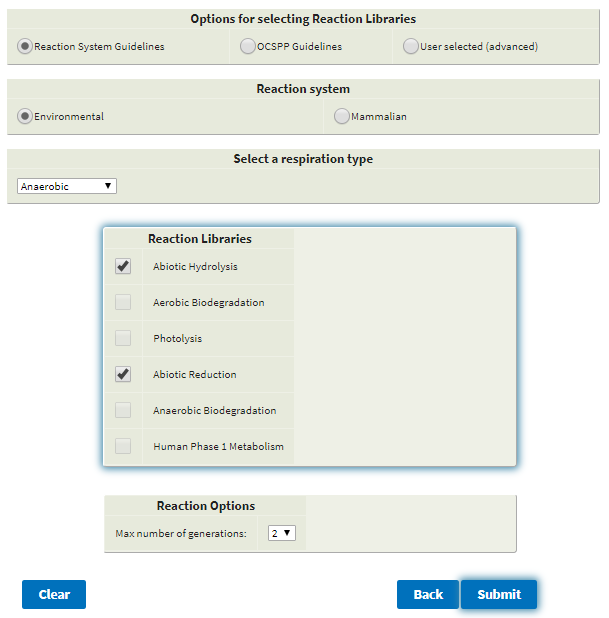 Options for selecting Reaction Libraries
Reaction System Guidelines OCSPP Guidelines User selected (advanced)
Reaction system
Environmental Mammalian
Select a respiration type
Anaerobic
Reaction Libraries
Abiotic Hydrolysis
Aerobic Biodegradation
Photolysis
Abiotic Reduction
Anaerobic Biodegradation
Human Phase 1 Metabolism
Reaction Options
Max number of generations: 2
Clear Back Submit